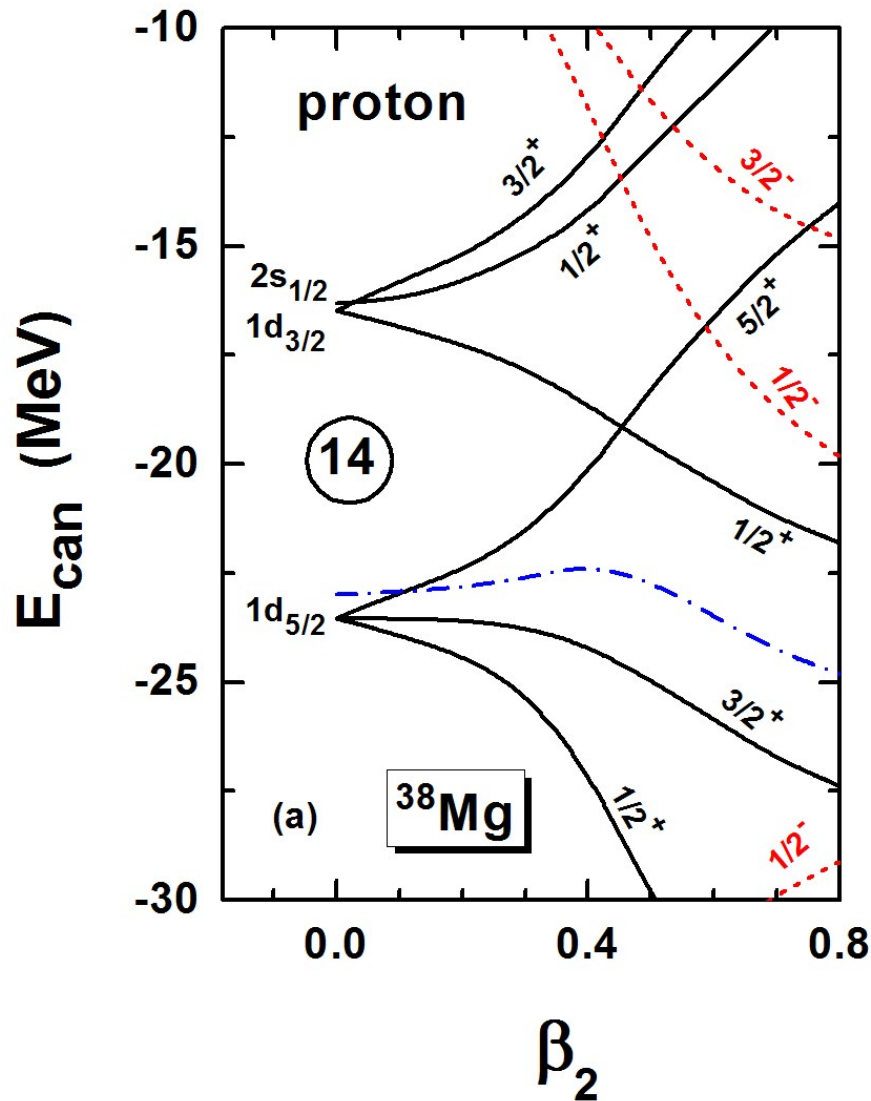 -10
proton
3/2+
3/2-
-15
2s1/2
1/2+
5/2+
1d3/2
1/2-
14
-20
1/2+
1d5/2
-25
3/2+
38Mg
1/2+
(a)
1/2-
-30
0.0 0.4 0.8
β2
Ecan (MeV)